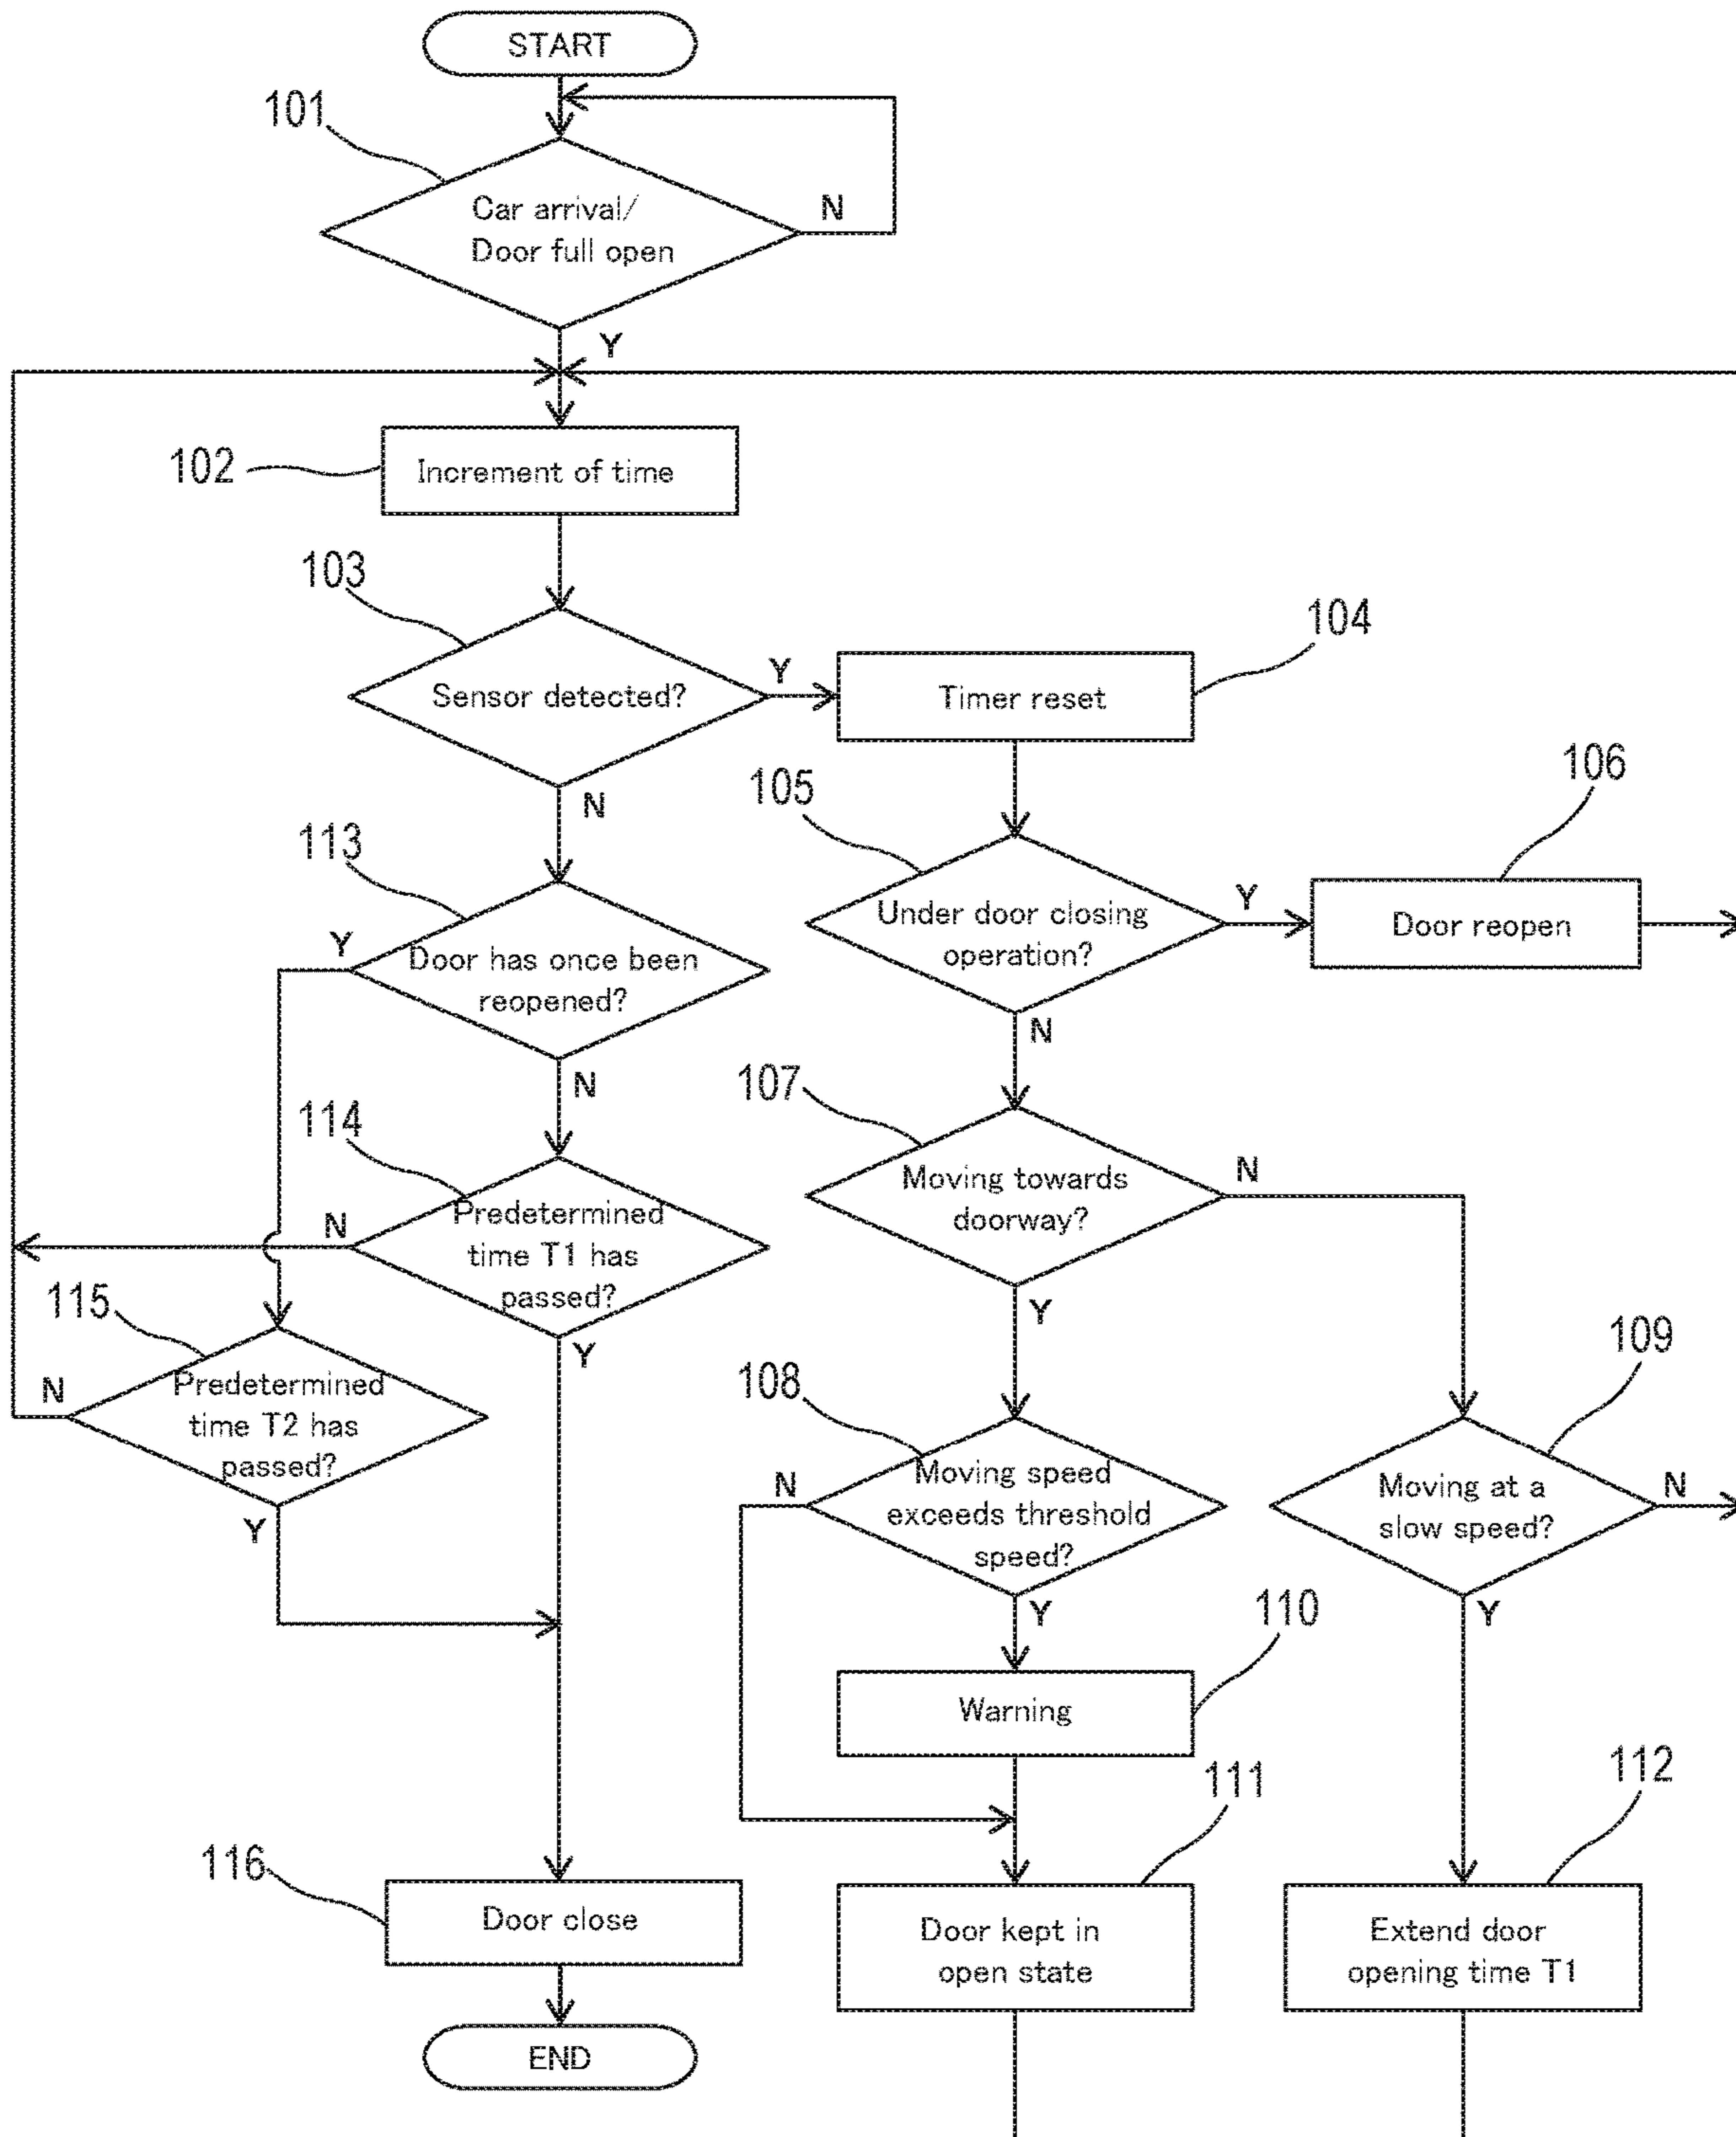 START
101
Car arrival/
Door full open
N
Y
102
Increment of time
103
Sensor detected?
Y
N
104
Timer reset
105
Under door closing
operation?
Y
N
106
Door reopen
113
Door has once been
reopened?
Y
N
107
Moving towards
doorway?
N
Y
114
Predetermined
time T1 has
passed?
N
Y
115
Predetermined
time T2 has
passed?
N
Y
108
Moving speed
exceeds threshold
speed?
N
Y
109
Moving at a
slow speed?
N
Y
110
Warning
111
Door kept in
open state
112
Extend door
opening time T1
116
Door close
END